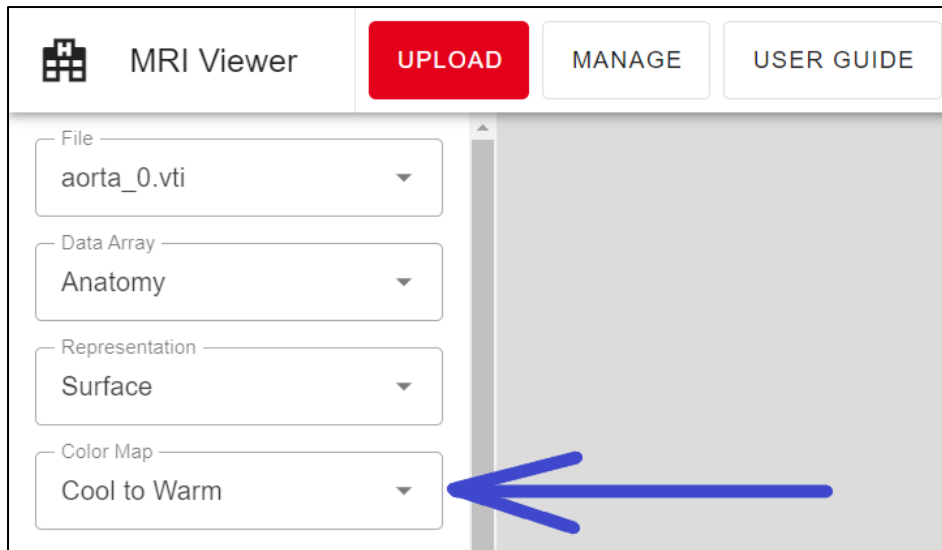 MRI Viewer
UPLOAD
MANAGE
USER GUIDE
File
aorta_0.vti
Data Array
Anatomy
Representation
Surface
Color Map
Cool to Warm